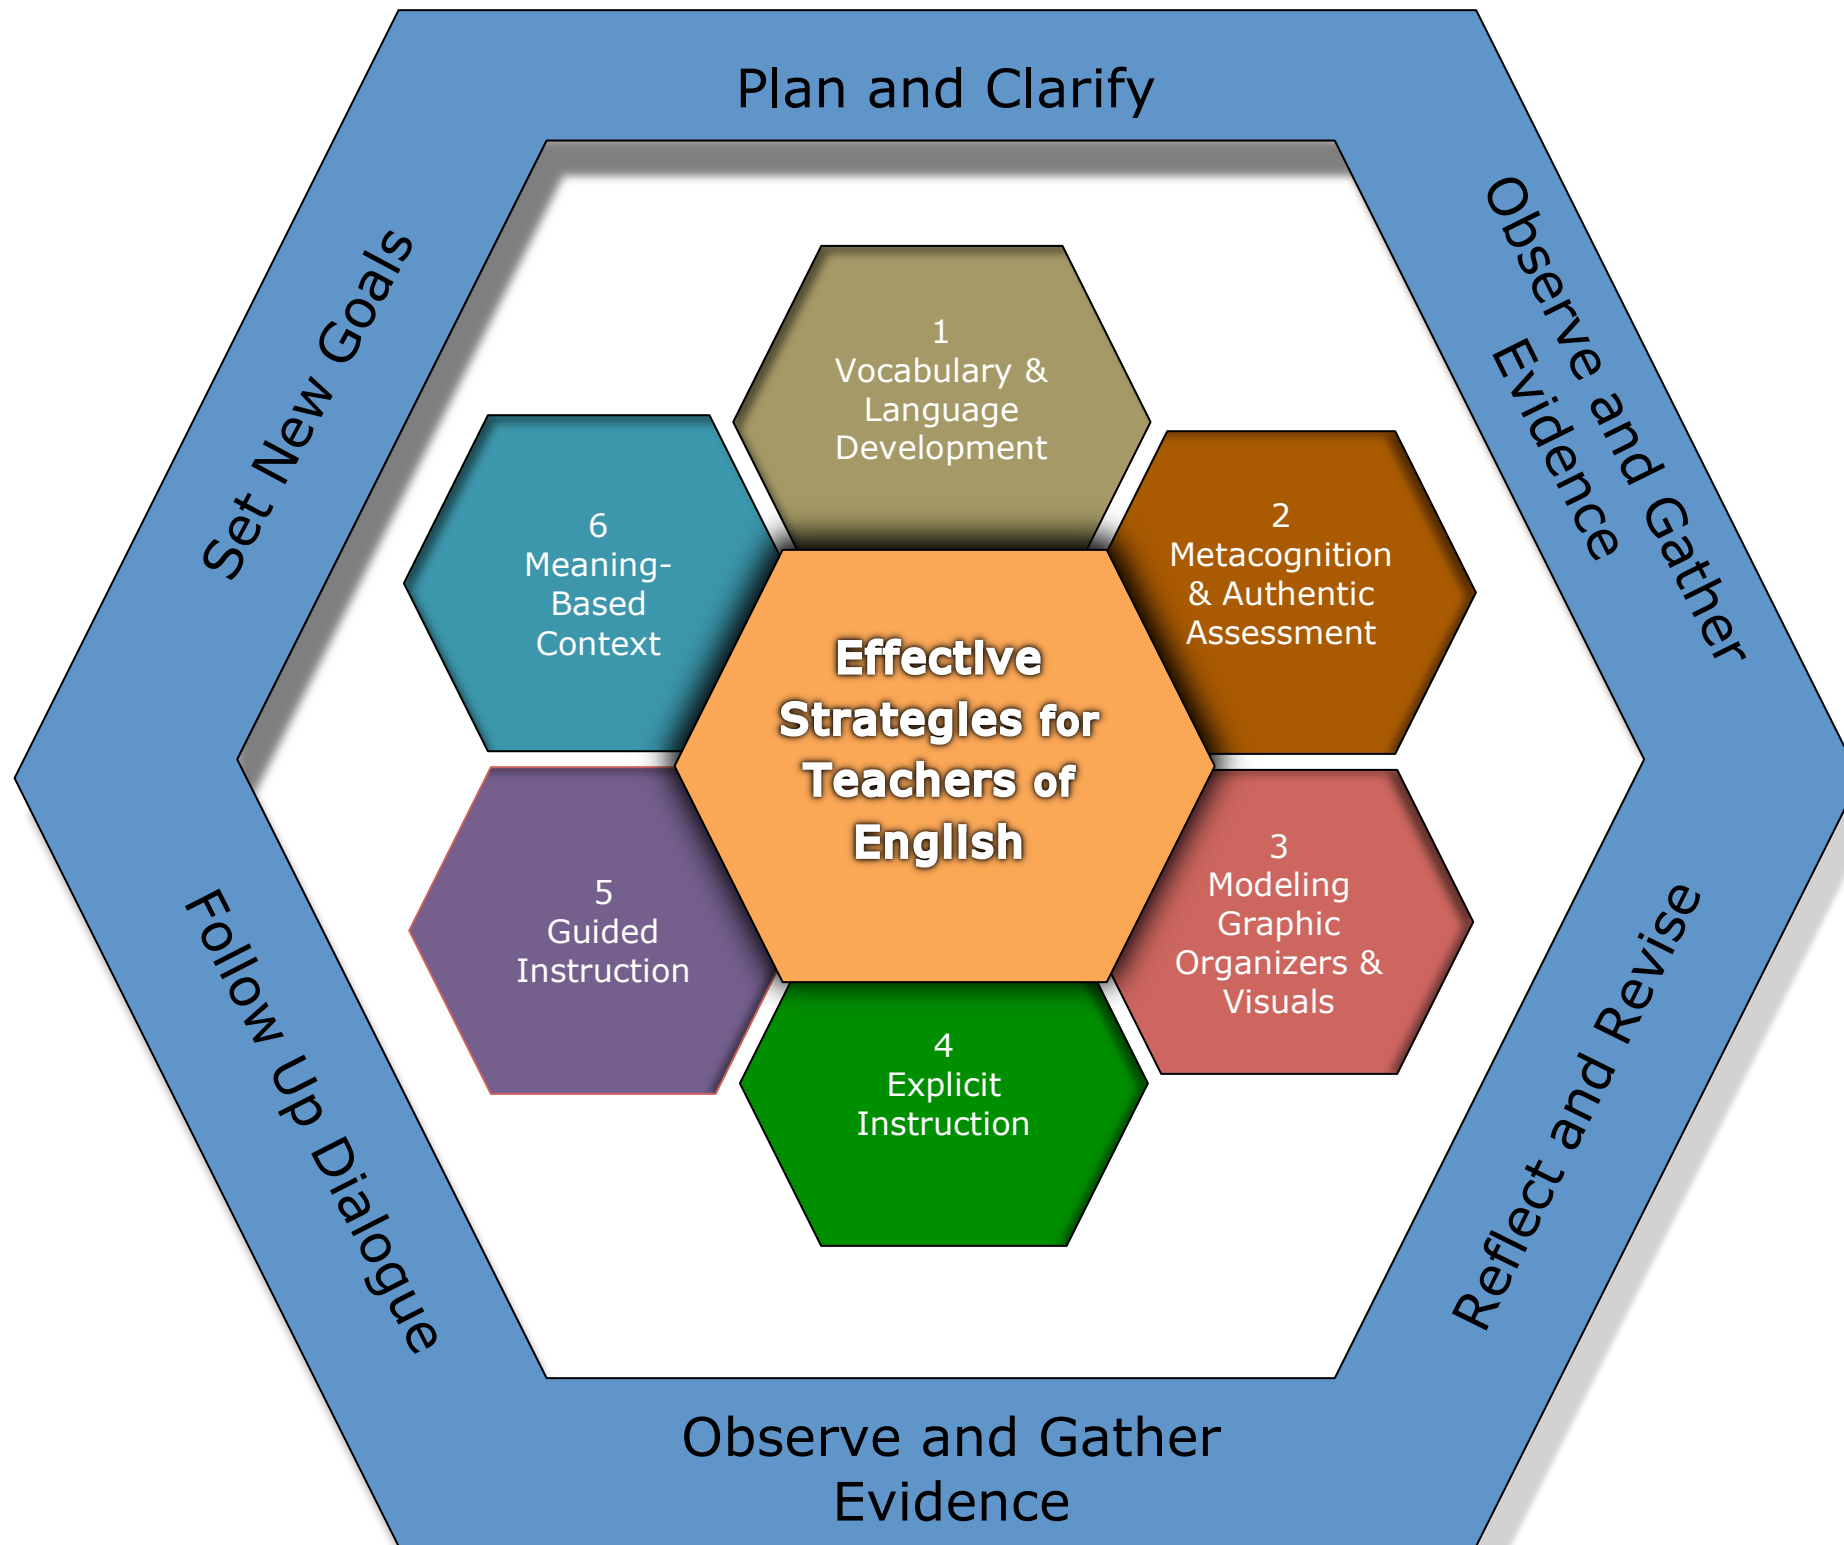 Plan and Clarify
Observe and Gather
Evidence
Reflect and Revise
Observe and Gather
Evidence
Follow Up Dialogue
Set New Goals
1
Vocabulary &
Language
Development
2
Metacognition
& Authentic
Assessment
3
Modeling
Graphic
Organizers &
Visuals
4
Explicit
Instruction
5
Guided
Instruction
6
Meaning-
Based
Context
Effective
Strategies for
Teachers of
English